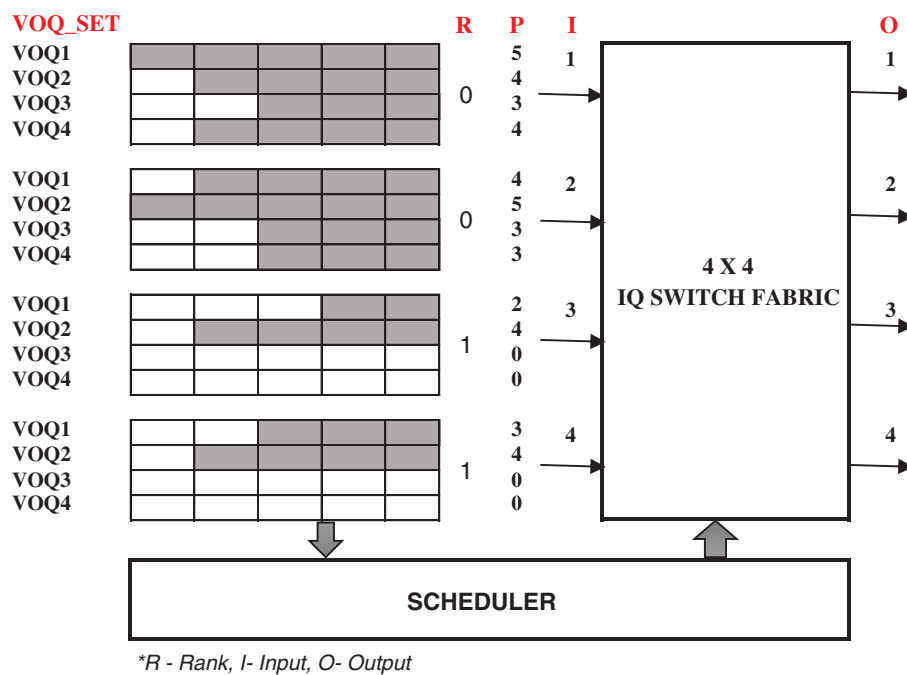 VOQ_SET R P I O
VOQ1 5 1 1
VOQ2 4
VOQ3 0 3
VOQ4 4
VOQ1 4 2 2
VOQ2 5
VOQ3 0 3
VOQ4 3
4 X 4
IQ SWITCH FABRIC
VOQ1 2 3 3
VOQ2 4
VOQ3 1 0
VOQ4 0
VOQ1 3 4 4
VOQ2 4
VOQ3 1 0
VOQ4 0
SCHEDULER
*R - Rank, I- Input, O- Output